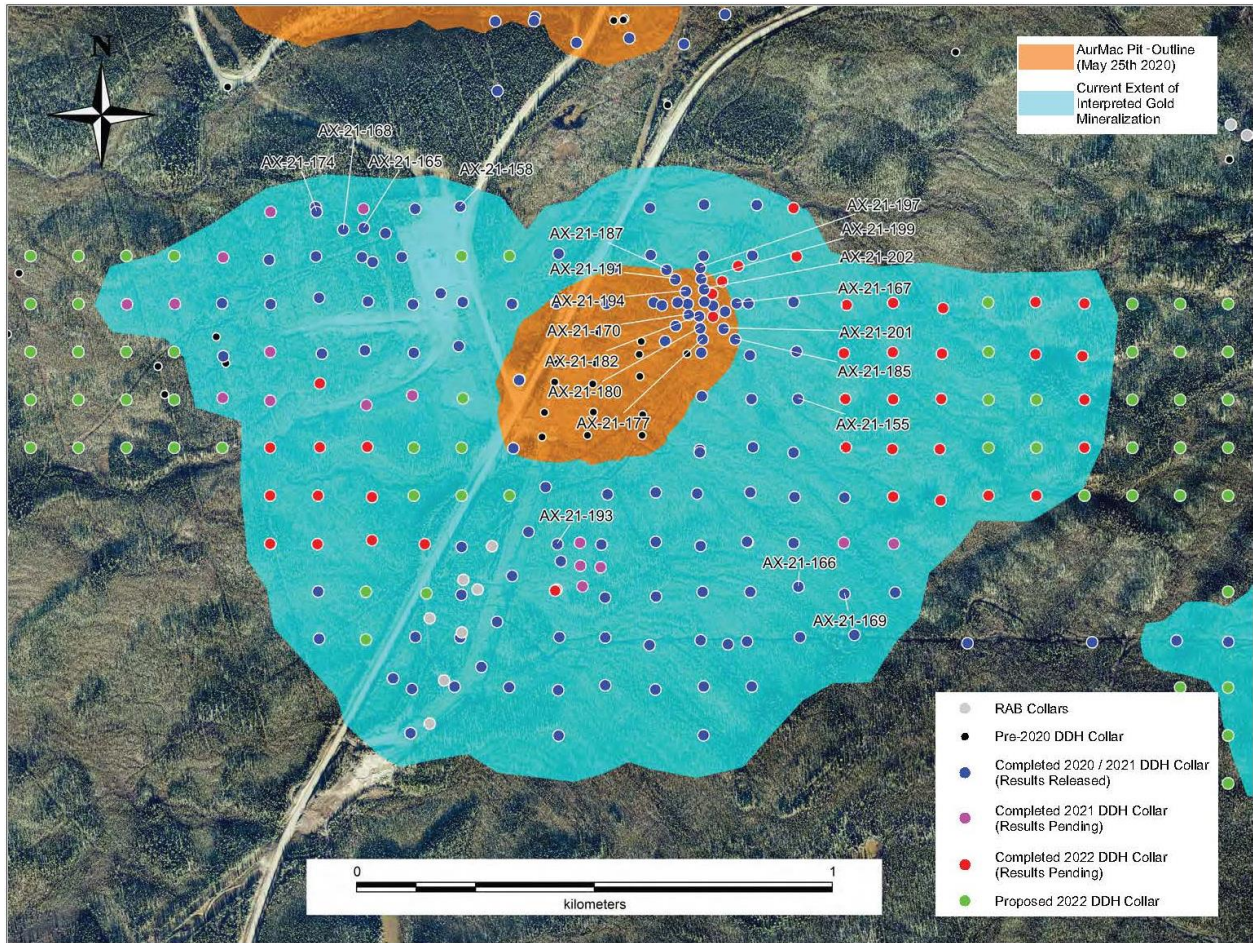 N
AurMac Pit -Outline
(May 25th 2020)
Current Extent of
Interpreted Gold
Mineralization
AX-21-168
AX-21-174
AX-21-165
AX-21-158
AX-21-197
AX-21-187
AX-21-199
AX-21-191
AX-21-202
AX-21-194
AX-21-167
AX-21-170
AX-21-201
AX-21-182
AX-21-185
AX-21-180
AX-21-177
AX-21-155
AX-21-193
AX-21-166
AX-21-169
RAB Collars
Pre-2020 DDH Collar
Completed 2020 / 2021 DDH Collar
(Results Released)
Completed 2021 DDH Collar
(Results Pending)
Completed 2022 DDH Collar
(Results Pending)
Proposed 2022 DDH Collar
0 1
kilometers